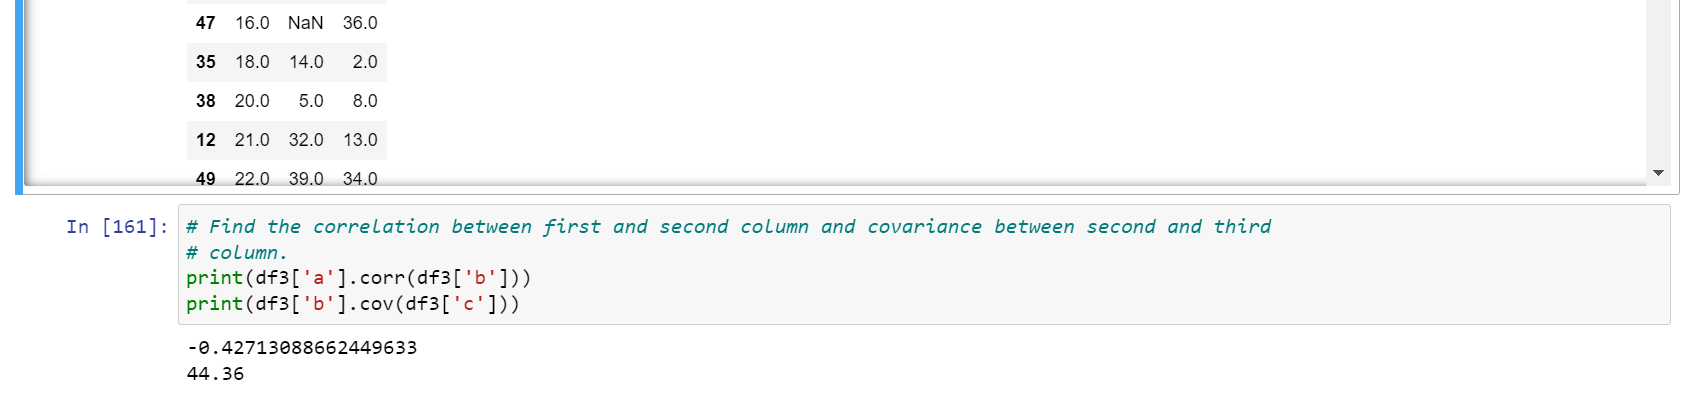 47 16.0 NaN 36.0
35 18.0 14.0 2.0
38 20.0 5.0 8.0
12 21.0 32.0 13.0
49 22.0 39.0 34.0
In [161]: # Find the correlation between first and second column and covariance between second and third
# column.
print(df3['a'].corr(df3['b']))
print(df3['b'].cov(df3['c']))
-0.42713088662449633
44.36